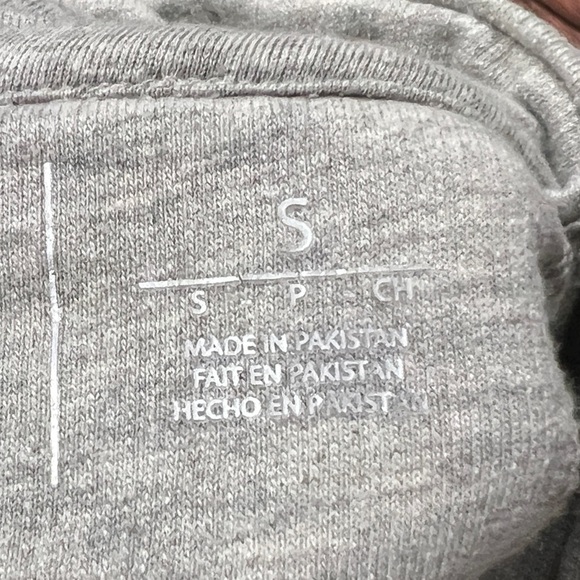 S
S - P - CH
MADE IN PAKISTAN
FAIT EN PAKISTAN
HECHO EN PAKISTAN